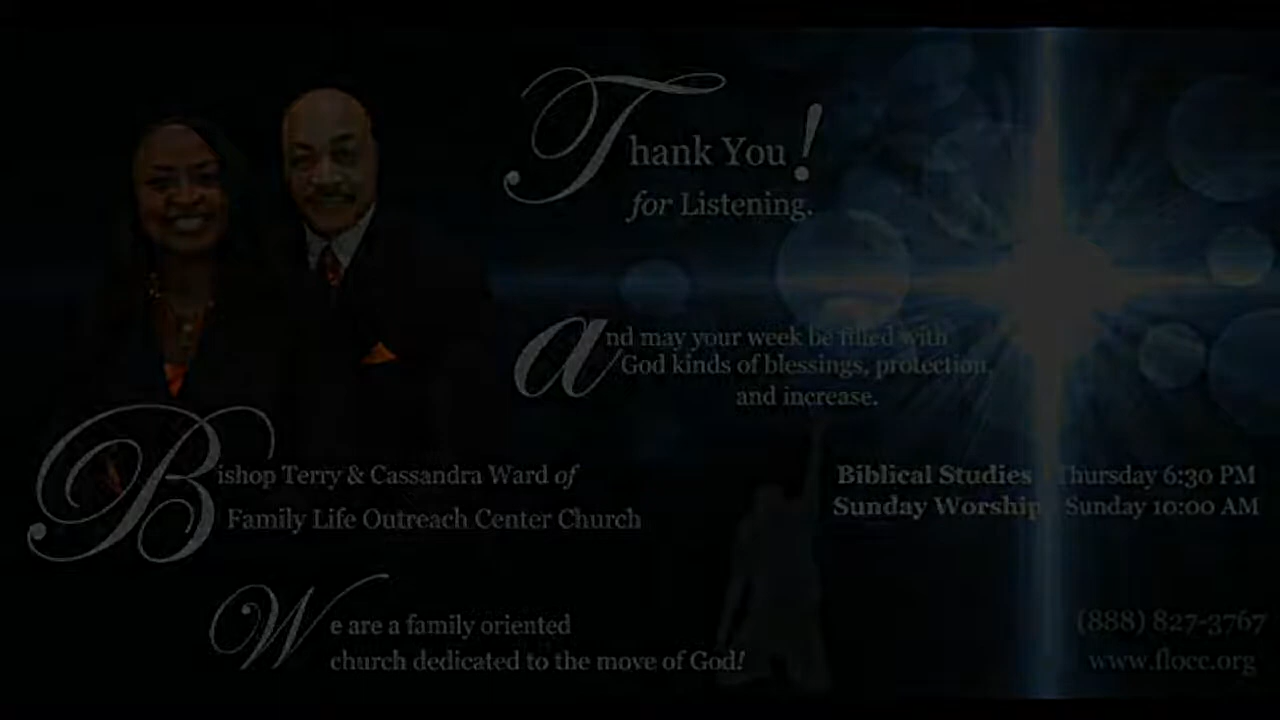 Thank You!
for Listening.
and may your week be filled with
God kinds of blessings, protection,
and increase.
Bishop Terry & Cassandra Ward of
Family Life Outreach Center Church
Biblical Studies Thursday 6:30 PM
Sunday Worship Sunday 10:00 AM
We are a family oriented
church dedicated to the move of God!
(888) 827-3767
www.flocc.org